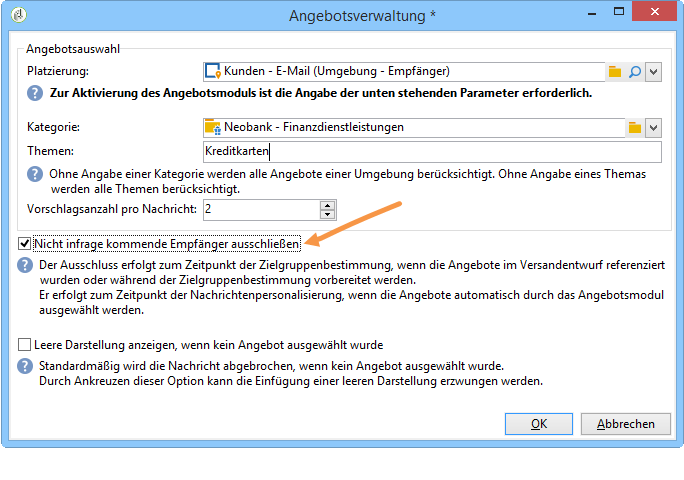 Angebotsverwaltung *
Angebotsauswahl
Platzierung:
Kunden - E-Mail (Umgebung - Empfänger)
Zur Aktivierung des Angebotsmoduls ist die Angabe der unten stehenden Parameter erforderlich.
Kategorie:
Neobank - Finanzdienstleistungen
Themen:
Kreditkarten
Ohne Angabe einer Kategorie werden alle Angebote einer Umgebung berücksichtigt. Ohne Angabe eines Themas
werden alle Themen berücksichtigt.
Vorschlagsanzahl pro Nachricht:
2
Nicht infrage kommende Empfänger ausschließen
Der Ausschluss erfolgt zum Zeitpunkt der Zielgruppenbestimmung, wenn die Angebote im Versandentwurf referenziert
wurden oder während der Zielgruppenbestimmung vorbereitet werden.
Er erfolgt zum Zeitpunkt der Nachrichtenpersonalisierung, wenn die Angebote automatisch durch das Angebotsmodul
ausgewählt werden.
Leere Darstellung anzeigen, wenn kein Angebot ausgewählt wurde
Standardmäßig wird die Nachricht abgebrochen, wenn kein Angebot ausgewählt wurde.
Durch Ankreuzen dieser Option kann die Einfügung einer leeren Darstellung erzwungen werden.
OK
Abbrechen